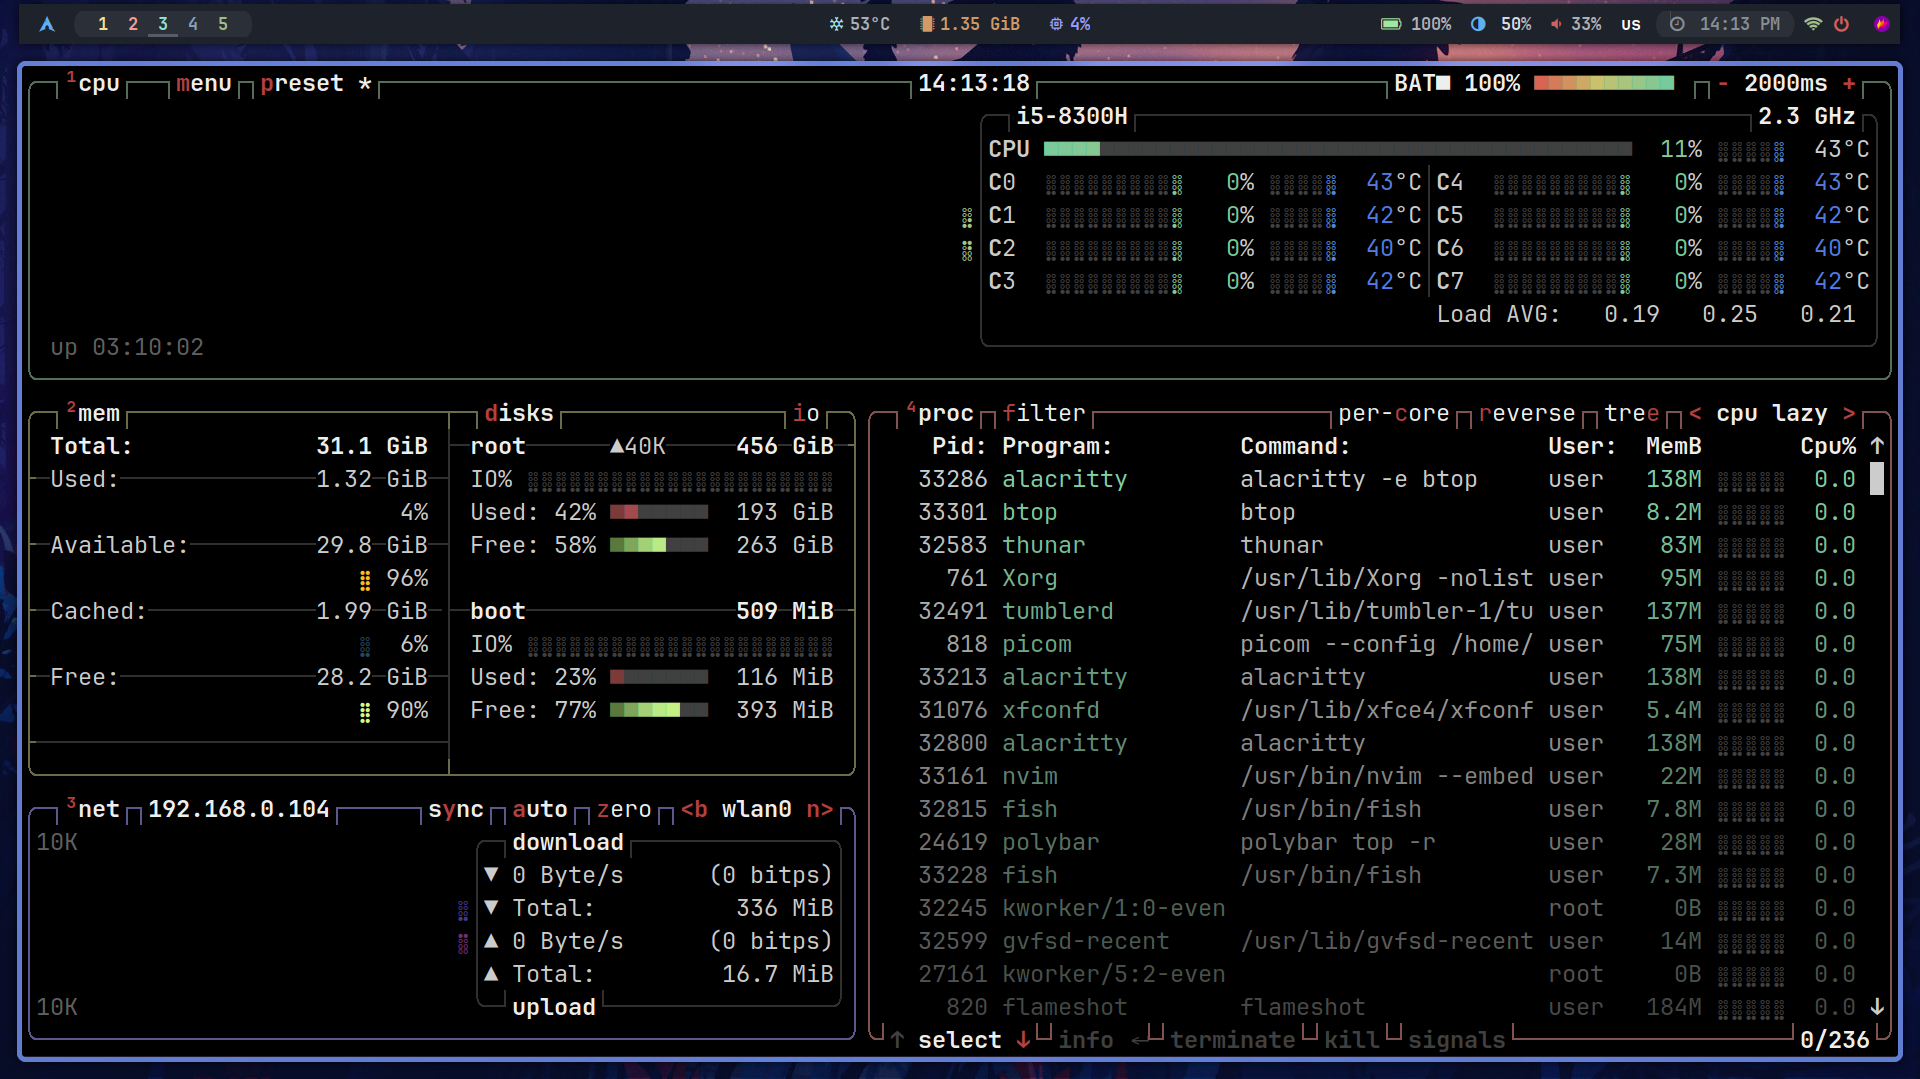 1 2 3 4 5 53°C 1.35 GiB 4% 100% 50% 33% us 14:13 PM
1cpu menu preset * 14:13:18 BAT■ 100% - 2000ms +
i5-8300H 2.3 GHz
CPU 11% 43°C
C0 0% 43°C C4 0% 43°C
C1 0% 42°C C5 0% 42°C
C2 0% 40°C C6 0% 40°C
C3 0% 42°C C7 0% 42°C
Load AVG: 0.19 0.25 0.21
up 03:10:02
2mem disks io
Total: 31.1 GiB root ▲40K 456 GiB
Used: 1.32 GiB IO%
4% Used: 42% 193 GiB
Available: 29.8 GiB Free: 58% 263 GiB
96%
Cached: 1.99 GiB boot 509 MiB
6% IO%
Free: 28.2 GiB Used: 23% 116 MiB
90% Free: 77% 393 MiB
3net 192.168.0.104 sync auto zero <b wlan0 n>
10K download
▼ 0 Byte/s (0 bitps)
▼ Total: 336 MiB
▲ 0 Byte/s (0 bitps)
▲ Total: 16.7 MiB
10K upload
4proc filter per-core reverse tree < cpu lazy >
Pid: Program: Command: User: MemB Cpu% ↑
33286 alacritty alacritty -e btop user 138M 0.0
33301 btop btop user 8.2M 0.0
32583 thunar thunar user 83M 0.0
761 Xorg /usr/lib/Xorg -nolist user 95M 0.0
32491 tumblerd /usr/lib/tumbler-1/tu user 137M 0.0
818 picom picom --config /home/ user 75M 0.0
33213 alacritty alacritty user 138M 0.0
31076 xfconfd /usr/lib/xfce4/xfconf user 5.4M 0.0
32800 alacritty alacritty user 138M 0.0
33161 nvim /usr/bin/nvim --embed user 22M 0.0
32815 fish /usr/bin/fish user 7.8M 0.0
24619 polybar polybar top -r user 28M 0.0
33228 fish /usr/bin/fish user 7.3M 0.0
32245 kworker/1:0-even root 0B 0.0
32599 gvfsd-recent /usr/lib/gvfsd-recent user 14M 0.0
27161 kworker/5:2-even root 0B 0.0
820 flameshot flameshot user 184M 0.0 ↓
↑ select ↓ info ← terminate kill signals 0/236